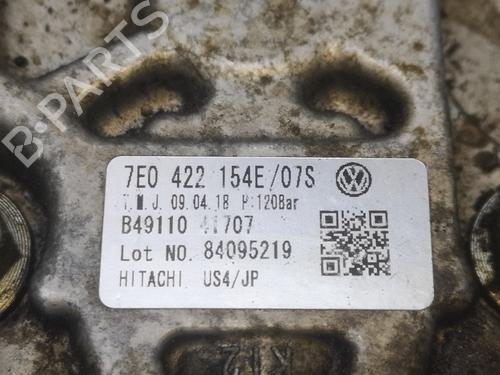 B-PARTS
7E0 422 154E/07S
T.M.J. 09.04.18 P:120Bar
B49110 41707
Lot NO. 84095219
HITACHI US4/JP